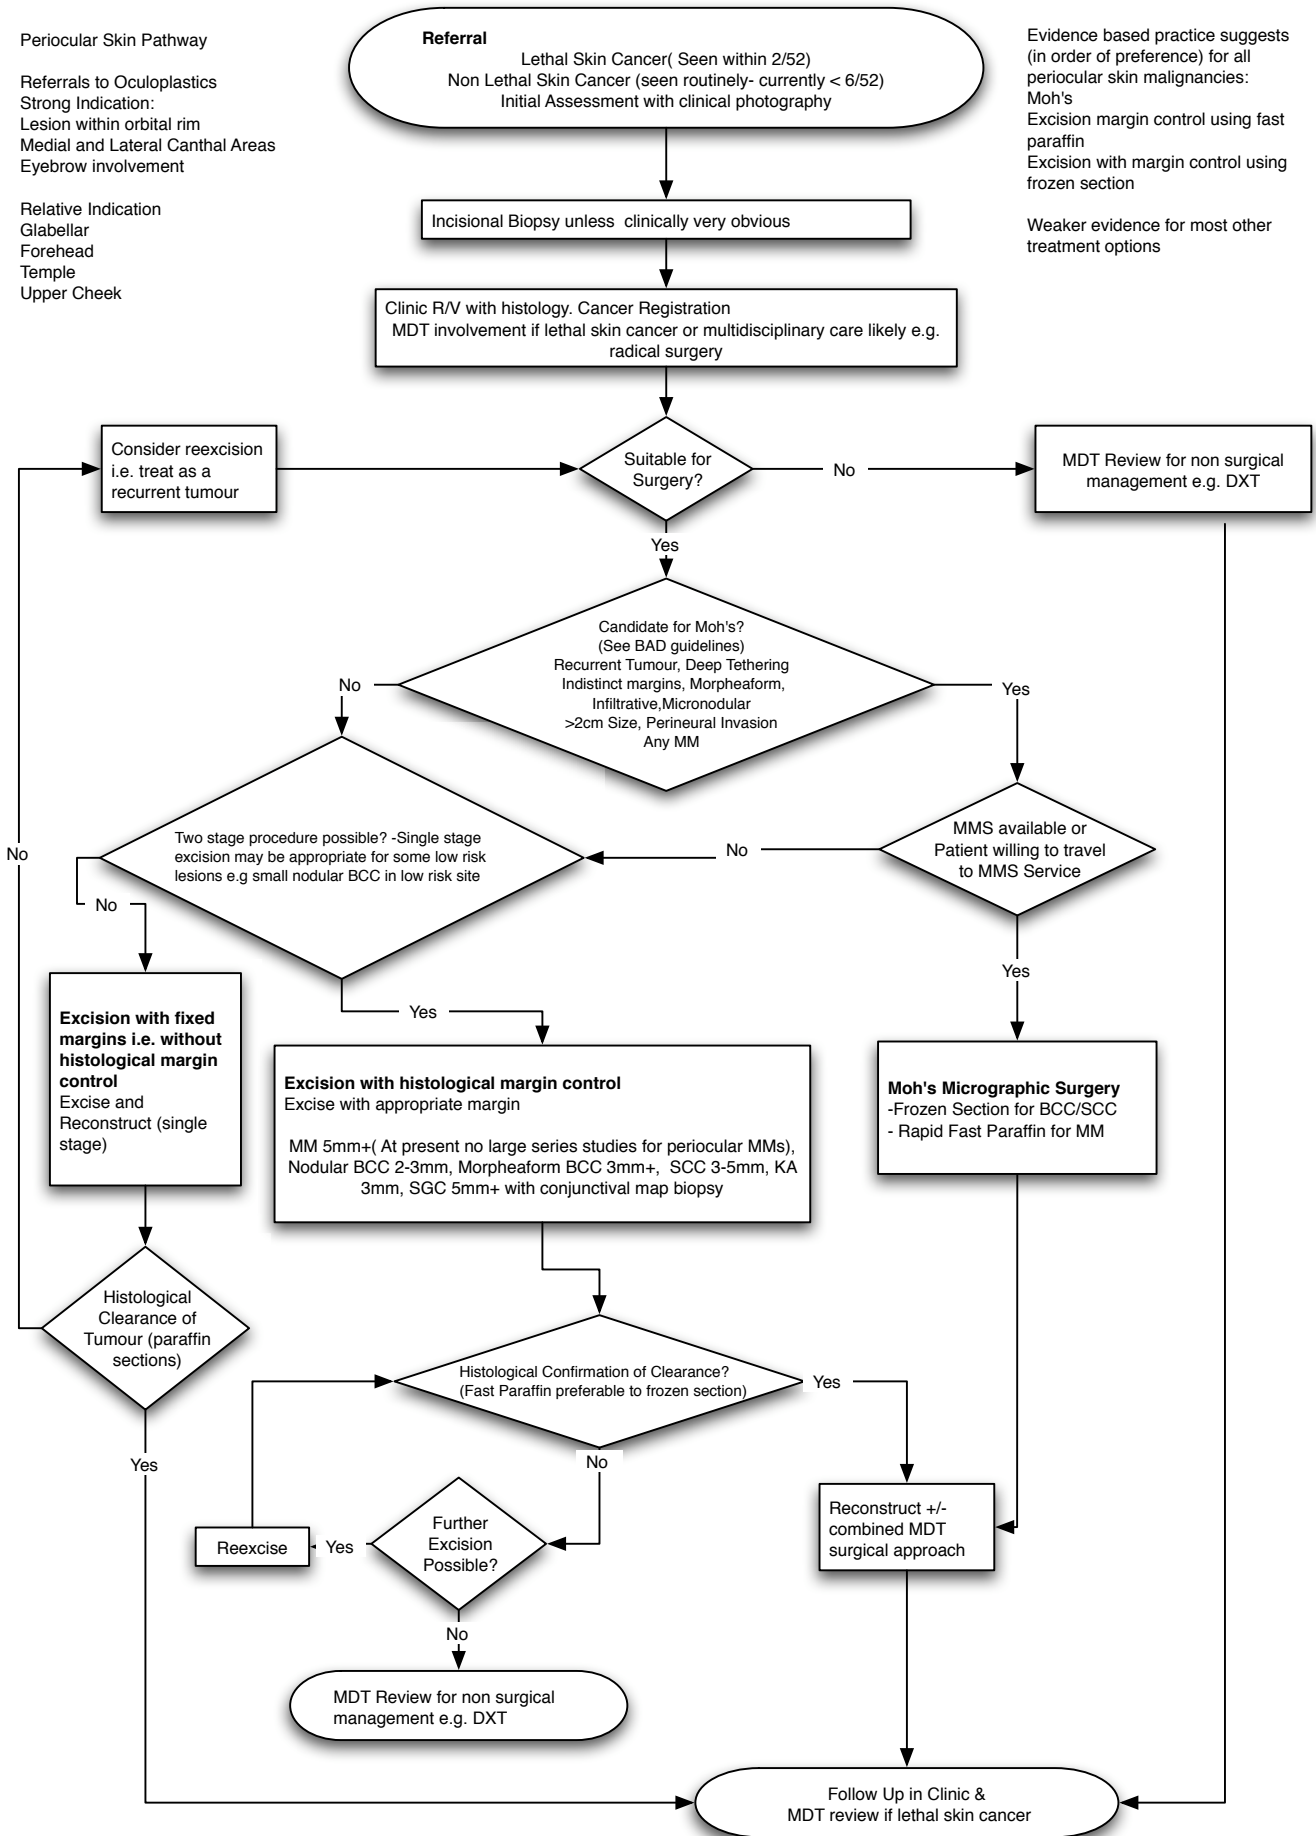 Periocular Skin Pathway
Referrals to Oculoplastics
Strong Indication:
Lesion within orbital rim
Medial and Lateral Canthal Areas
Eyebrow involvement
Relative Indication
Glabellar
Forehead
Temple
Upper Cheek
Referral
Lethal Skin Cancer( Seen within 2/52)
Non Lethal Skin Cancer (seen routinely- currently < 6/52)
Initial Assessment with clinical photography
Evidence based practice suggests
(in order of preference) for all
periocular skin malignancies:
Moh's
Excision margin control using fast
paraffin
Excision with margin control using
frozen section
Weaker evidence for most other
treatment options
Incisional Biopsy unless  clinically very obvious
Clinic R/V with histology. Cancer Registration
MDT involvement if lethal skin cancer or multidisciplinary care likely e.g.
radical surgery
Consider reexcision
i.e. treat as a
recurrent tumour
Suitable for
Surgery?
No
MDT Review for non surgical
management e.g. DXT
Yes
Candidate for Moh's?
(See BAD guidelines)
Recurrent Tumour, Deep Tethering
Indistinct margins, Morpheaform,
Infiltrative,Micronodular
>2cm Size, Perineural Invasion
Any MM
No
Yes
Two stage procedure possible? -Single stage
excision may be appropriate for some low risk
lesions e.g small nodular BCC in low risk site
No
MMS available or
Patient willing to travel
to MMS Service
No
No
Yes
Yes
Excision with fixed
margins i.e. without
histological margin
control
Excise and
Reconstruct (single
stage)
Excision with histological margin control
Excise with appropriate margin
MM 5mm+( At present no large series studies for periocular MMs),
Nodular BCC 2-3mm, Morpheaform BCC 3mm+,  SCC 3-5mm, KA
3mm, SGC 5mm+ with conjunctival map biopsy
Moh's Micrographic Surgery
-Frozen Section for BCC/SCC
- Rapid Fast Paraffin for MM
Histological
Clearance of
Tumour (paraffin
sections)
Histological Confirmation of Clearance?
(Fast Paraffin preferable to frozen section)
Yes
Yes
No
Reexcise
Yes
Further
Excision
Possible?
Reconstruct +/-
combined MDT
surgical approach
No
MDT Review for non surgical
management e.g. DXT
Follow Up in Clinic &
MDT review if lethal skin cancer